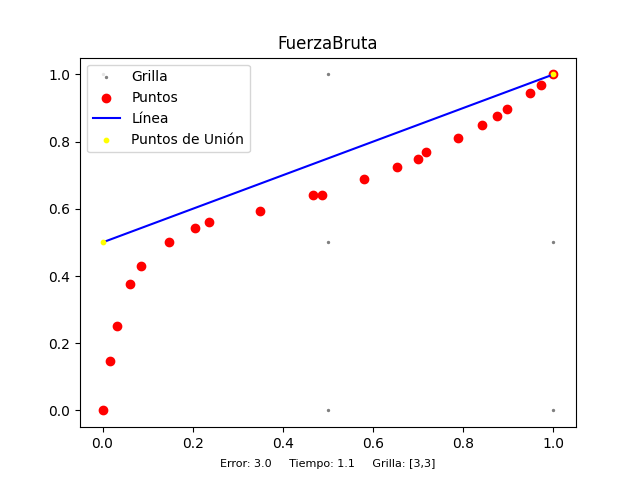 FuerzaBruta
Grilla
Puntos
Línea
Puntos de Unión
1.0
0.8
0.6
0.4
0.2
0.0
0.0 0.2 0.4 0.6 0.8 1.0
Error: 3.0 Tiempo: 1.1 Grilla: [3,3]